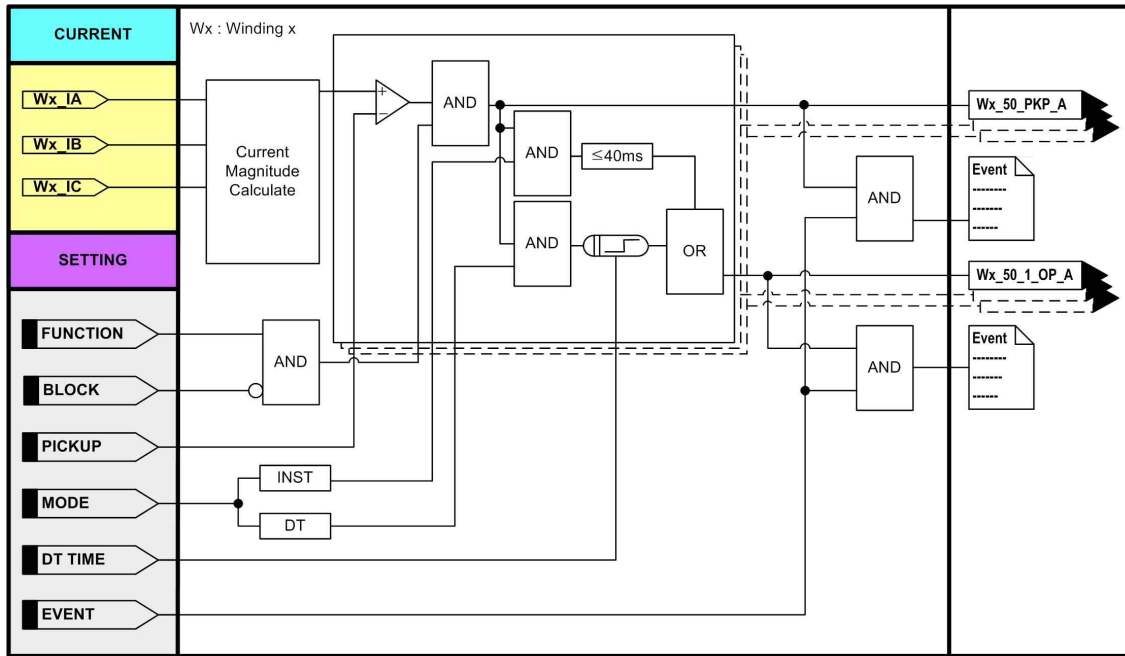 CURRENT
Wx : Winding x
Wx_IA
Wx_IB
Wx_IC
Current
Magnitude
Calculate
+
−
AND
AND
≤40ms
AND
OR
Wx_50_PKP_A
AND
Event
--------
------
-----
Wx_50_1_OP_A
AND
Event
--------
-------
------
SETTING
FUNCTION
BLOCK
AND
PICKUP
MODE
INST
DT
DT TIME
EVENT